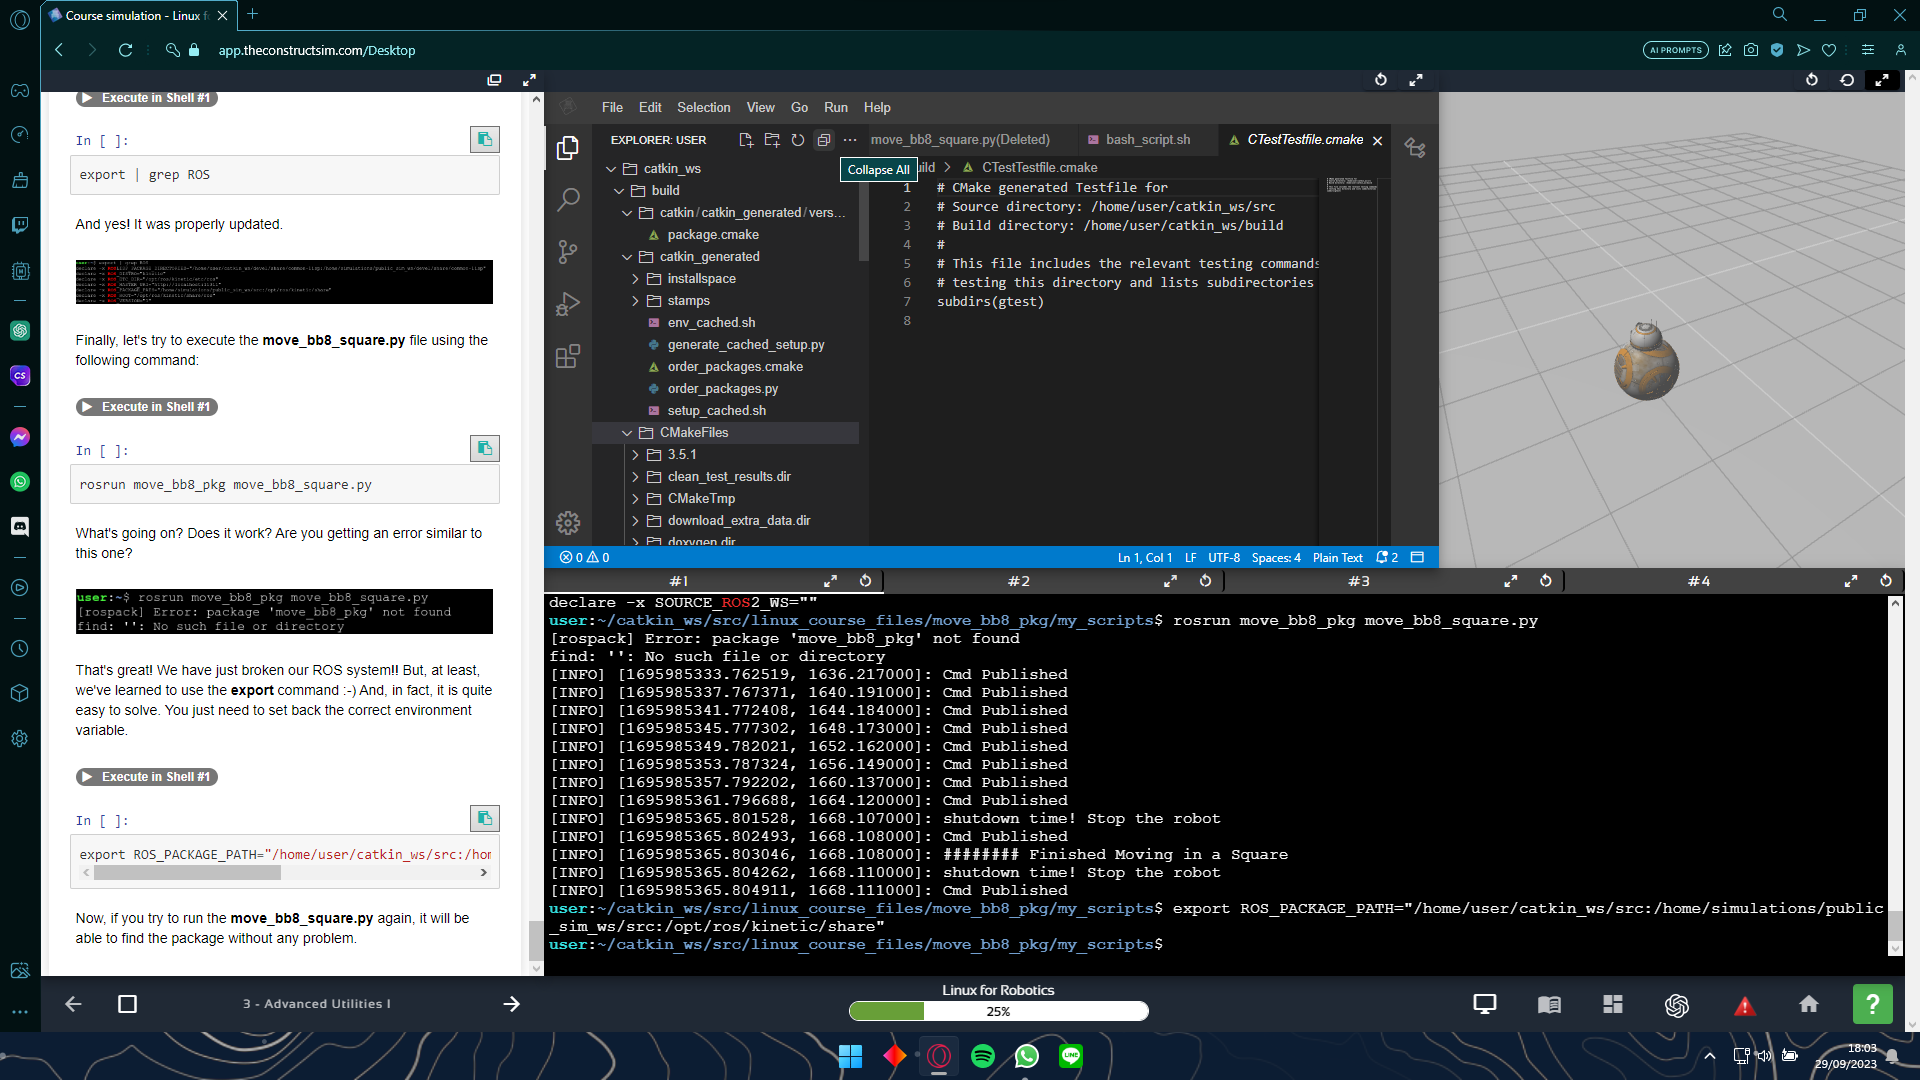 Course simulation - Linux f
app.theconstructsim.com/Desktop
AI PROMPTS
Execute in Shell #1
In [ ]:
export | grep ROS
And yes! It was properly updated.
Finally, let's try to execute the move_bb8_square.py file using the
following command:
Execute in Shell #1
In [ ]:
rosrun move_bb8_pkg move_bb8_square.py
What's going on? Does it work? Are you getting an error similar to
this one?
user:~$ rosrun move_bb8_pkg move_bb8_square.py
[rospack] Error: package 'move_bb8_pkg' not found
find: '': No such file or directory
That's great! We have just broken our ROS system!! But, at least,
we've learned to use the export command :-) And, in fact, it is quite
easy to solve. You just need to set back the correct environment
variable.
Execute in Shell #1
In [ ]:
export ROS_PACKAGE_PATH="/home/user/catkin_ws/src:/hom
Now, if you try to run the move_bb8_square.py again, it will be
able to find the package without any problem.
File Edit Selection View Go Run Help
EXPLORER: USER
Collapse All
catkin_ws
build
catkin/catkin_generated/vers...
package.cmake
catkin_generated
installspace
stamps
env_cached.sh
generate_cached_setup.py
order_packages.cmake
order_packages.py
setup_cached.sh
CMakeFiles
3.5.1
clean_test_results.dir
CMakeTmp
download_extra_data.dir
doxygen.dir
move_bb8_square.py(Deleted)
bash_script.sh
CTestTestfile.cmake
uild > CTestTestfile.cmake
1 # CMake generated Testfile for
2 # Source directory: /home/user/catkin_ws/src
3 # Build directory: /home/user/catkin_ws/build
4 #
5 # This file includes the relevant testing commands
6 # testing this directory and lists subdirectories
7 subdirs(gtest)
8
0 0
Ln 1, Col 1 LF UTF-8 Spaces: 4 Plain Text 2
#1 #2 #3 #4
declare -x SOURCE_ROS2_WS=""
user:~/catkin_ws/src/linux_course_files/move_bb8_pkg/my_scripts$ rosrun move_bb8_pkg move_bb8_square.py
[rospack] Error: package 'move_bb8_pkg' not found
find: '': No such file or directory
[INFO] [1695985333.762519, 1636.217000]: Cmd Published
[INFO] [1695985337.767371, 1640.191000]: Cmd Published
[INFO] [1695985341.772408, 1644.184000]: Cmd Published
[INFO] [1695985345.777302, 1648.173000]: Cmd Published
[INFO] [1695985349.782021, 1652.162000]: Cmd Published
[INFO] [1695985353.787324, 1656.149000]: Cmd Published
[INFO] [1695985357.792202, 1660.137000]: Cmd Published
[INFO] [1695985361.796688, 1664.120000]: Cmd Published
[INFO] [1695985365.801528, 1668.107000]: shutdown time! Stop the robot
[INFO] [1695985365.802493, 1668.108000]: Cmd Published
[INFO] [1695985365.803046, 1668.108000]: ######## Finished Moving in a Square
[INFO] [1695985365.804262, 1668.110000]: shutdown time! Stop the robot
[INFO] [1695985365.804911, 1668.111000]: Cmd Published
user:~/catkin_ws/src/linux_course_files/move_bb8_pkg/my_scripts$ export ROS_PACKAGE_PATH="/home/user/catkin_ws/src:/home/simulations/public
_sim_ws/src:/opt/ros/kinetic/share"
user:~/catkin_ws/src/linux_course_files/move_bb8_pkg/my_scripts$
3 - Advanced Utilities I
Linux for Robotics
25%
?
CS
LINE
18:03
29/09/2023